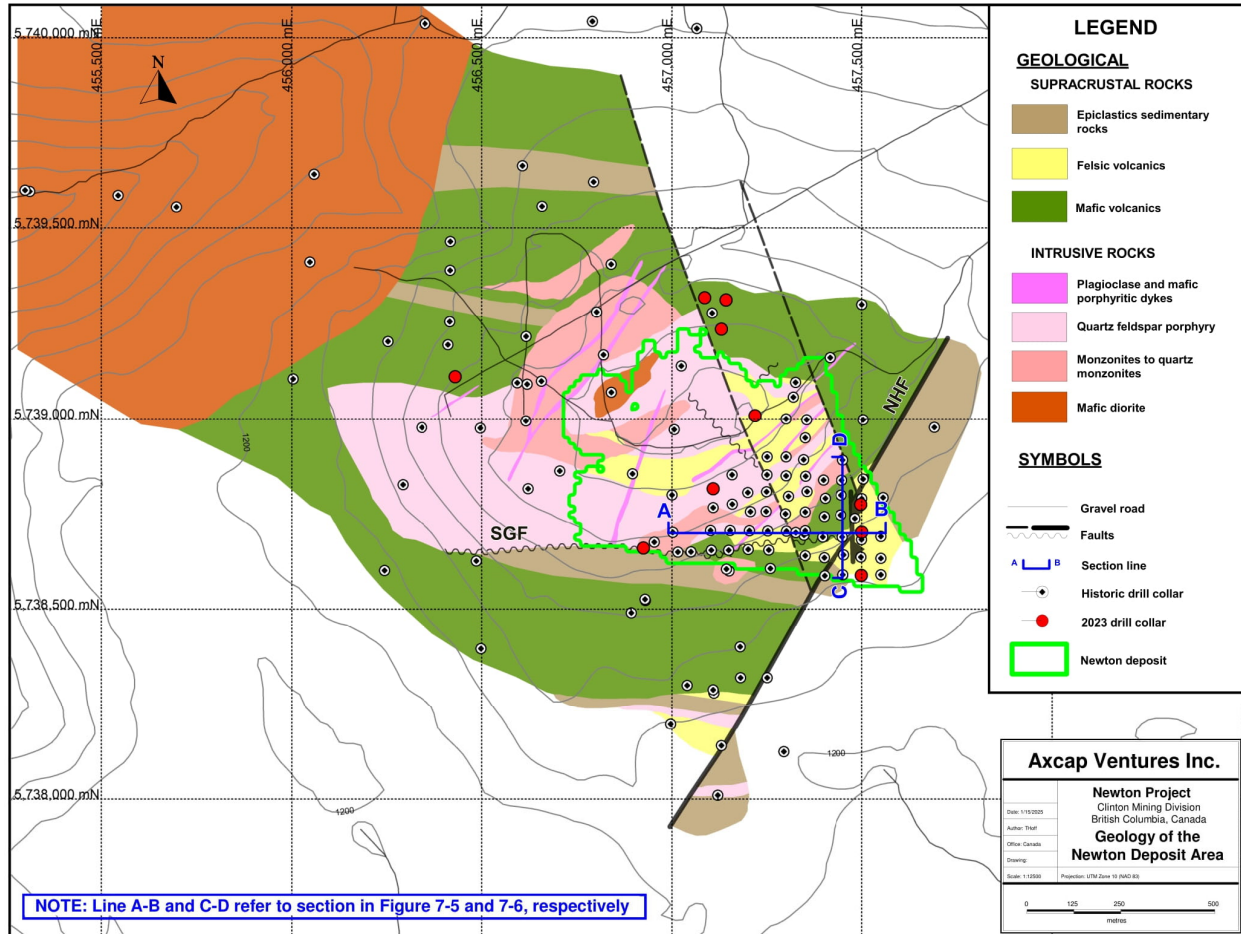 5,740,000 mN
5,739,500 mN
5,739,000 mN
5,738,500 mN
5,738,000 mN
455,500 mE
456,000 mE
456,500 mE
457,000 mE
457,500 mE
N
1200
1200
1200
SGF
NHF
A
B
C
D
NOTE: Line A-B and C-D refer to section in Figure 7-5 and 7-6, respectively
LEGEND
GEOLOGICAL
SUPRACRUSTAL ROCKS
Epiclastics sedimentary
rocks
Felsic volcanics
Mafic volcanics
INTRUSIVE ROCKS
Plagioclase and mafic
porphyritic dykes
Quartz feldspar porphyry
Monzonites to quartz
monzonites
Mafic diorite
SYMBOLS
Gravel road
Faults
A B Section line
Historic drill collar
2023 drill collar
Newton deposit
Axcap Ventures Inc.
Newton Project
Clinton Mining Division
British Columbia, Canada
Geology of the
Newton Deposit Area
Date: 1/15/2025
Author: THoff
Office: Canada
Drawing:
Scale: 1:12500
Projection: UTM Zone 10 (NAD 83)
0 125 250 500
metres